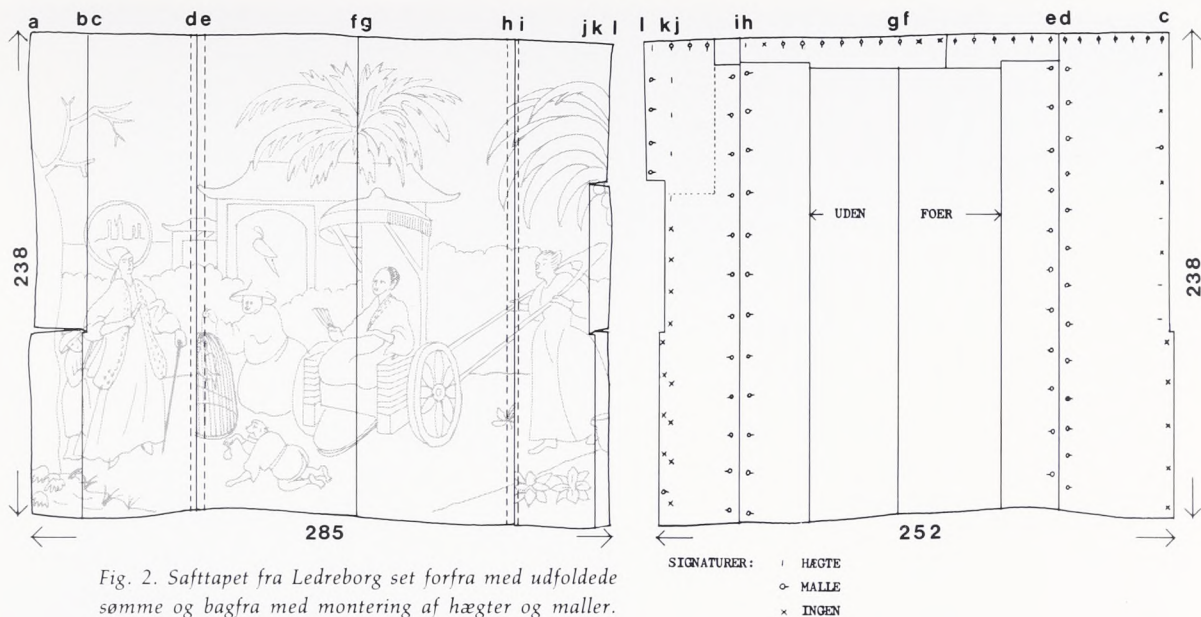 a bc de fg h i jk l
l kj ih gf ed c
238
← UDEN FOER →
238
285
252
SIGNATURER: ı HÆGTE
MALLE
× INGEN
Fig. 2. Safttapet fra Ledreborg set forfra med udfoldede
sømme og bagfra med montering af hægter og maller.